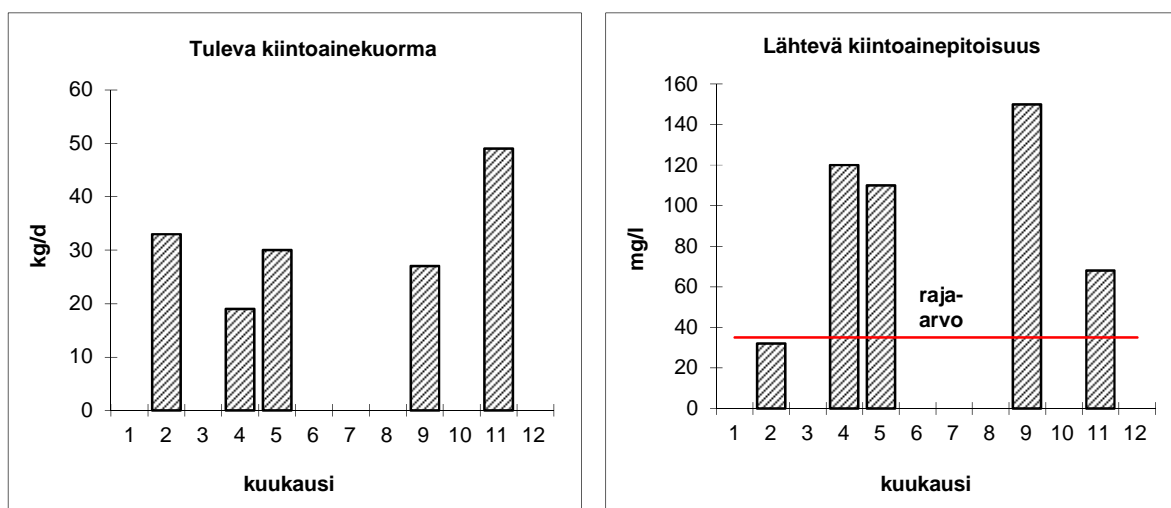 Tuleva kiintoainekuorma
60
50
40
30
20
10
0
kg/d
1 2 3 4 5 6 7 8 9 10 11 12
kuukausi
Lähtevä kiintoainepitoisuus
160
140
120
100
80
60
40
20
0
mg/l
raja-
arvo
1 2 3 4 5 6 7 8 9 10 11 12
kuukausi